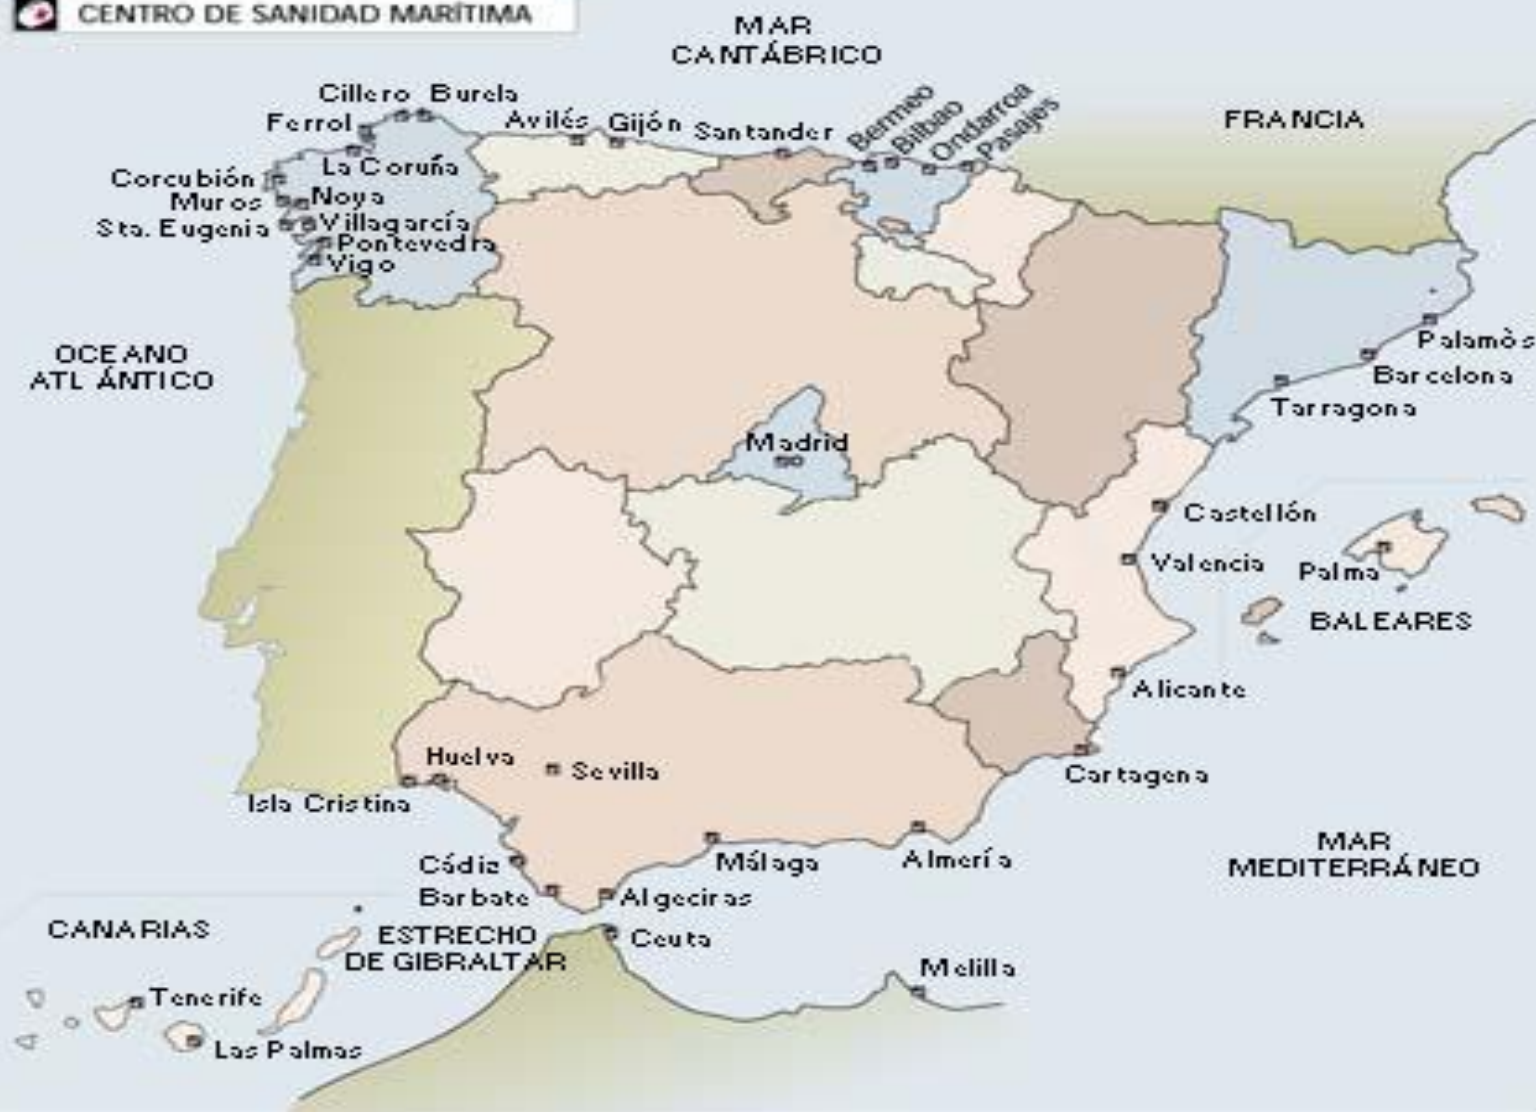 CENTRO DE SANIDAD MARÍTIMA
MAR
CANTÁBRICO
Cillero Burela
Ferrol
Avilés Gijón Santander
Bermeo
Bilbao
Ondarroa
Pasajes
FRANCIA
La Coruña
Corcubión
Muros
Noya
Sta. Eugenia
Villagarcía
Pontevedra
Vigo
OCEANO
ATLÁNTICO
Palamòs
Barcelona
Tarragona
Madrid
Castellón
Valencia
Palma
BALEARES
Alicante
Huelva
Sevilla
Cartagena
Isla Cristina
MAR
MEDITERRÁNEO
Cádiz
Málaga
Almería
Barbate
Algeciras
CANARIAS
ESTRECHO
DE GIBRALTAR
Ceuta
Melilla
Tenerife
Las Palmas